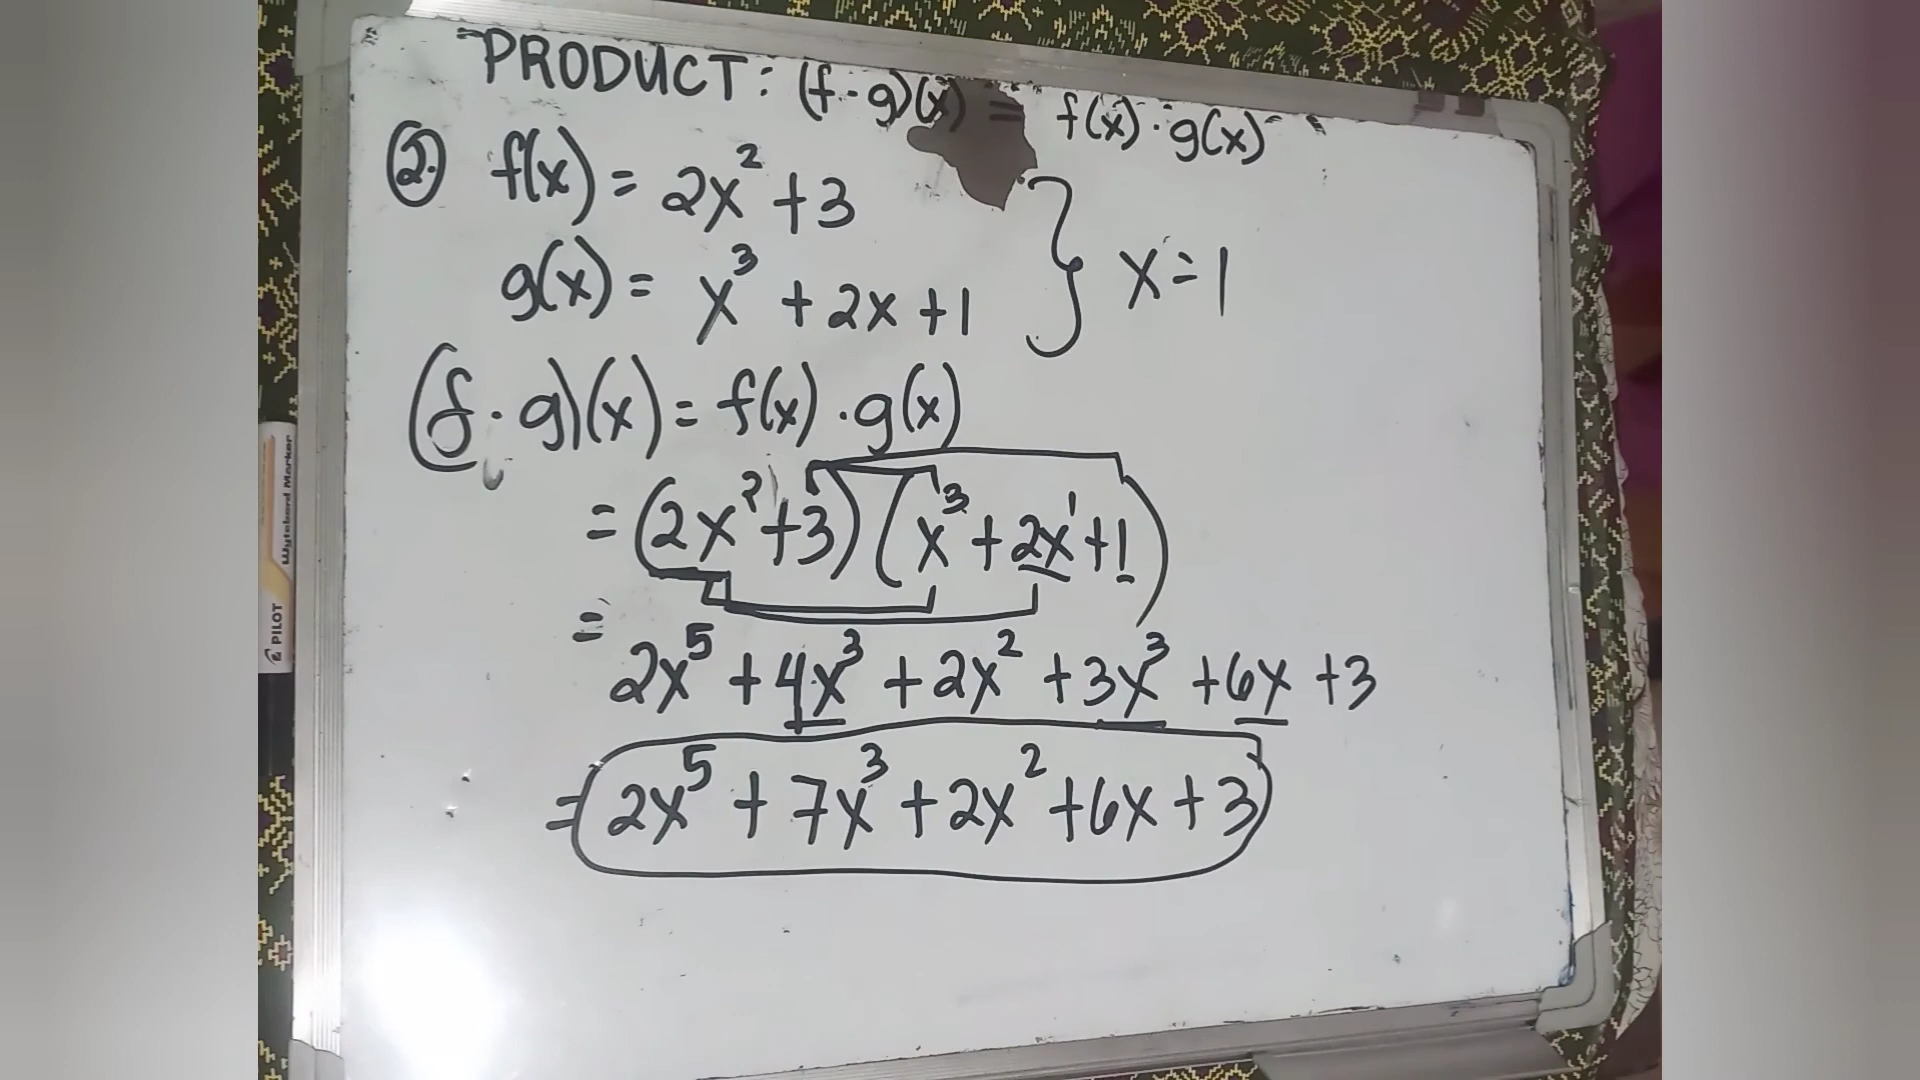 PRODUCT: (f·g)(x) = f(x)·g(x)
2. f(x) = 2x² + 3
g(x) = x³ + 2x + 1 } x = 1
(f·g)(x) = f(x)·g(x)
= (2x² + 3)(x³ + 2x¹ + 1)
=
2x⁵ + 4x³ + 2x² + 3x³ + 6x + 3
= 2x⁵ + 7x³ + 2x² + 6x + 3
PILOT Wyteboard Marker